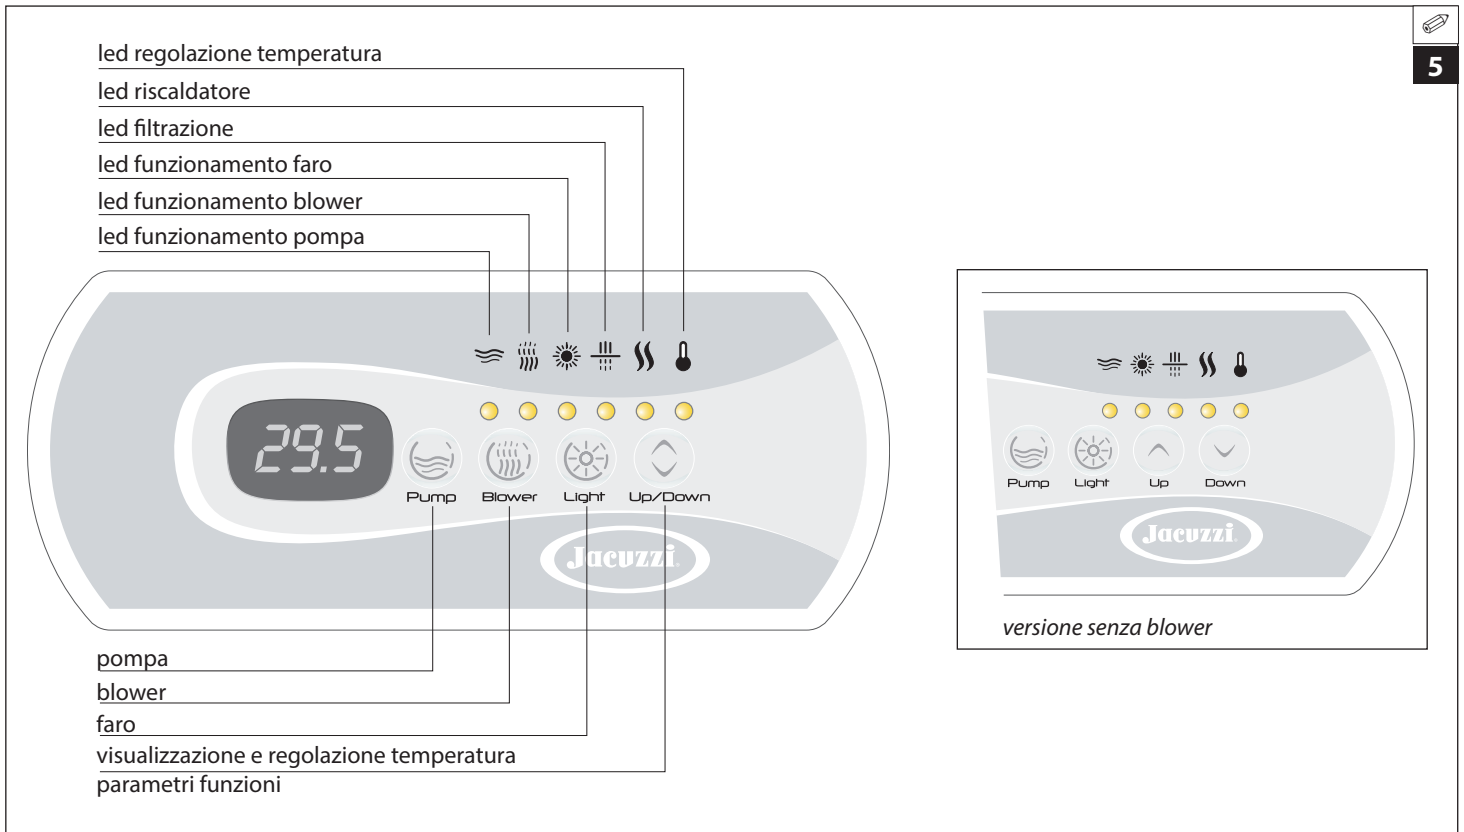 led regolazione temperatura
led riscaldatore
led filtrazione
led funzionamento faro
led funzionamento blower
led funzionamento pompa
5
29.5
Pump Blower Light Up/Down
Jacuzzi
pompa
blower
faro
visualizzazione e regolazione temperatura
parametri funzioni
Pump Light Up Down
Jacuzzi
versione senza blower